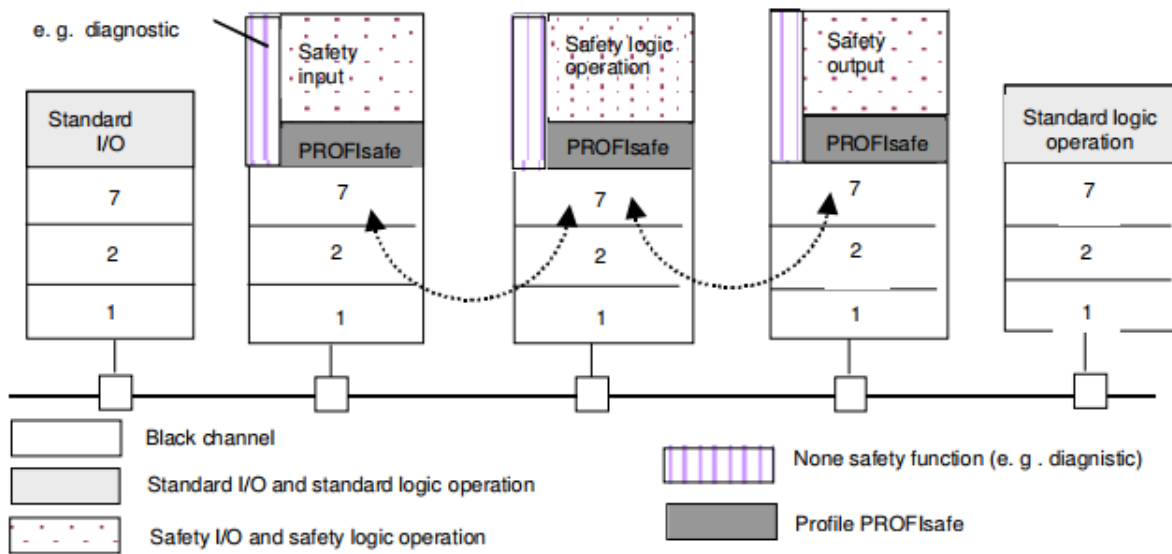 e. g. diagnostic
Safety
input
Safety logic
operation
Safety
output
Standard
I/O
PROFIsafe
PROFIsafe
PROFIsafe
Standard logic
operation
7
7
7
7
7
2
2
2
2
2
1
1
1
1
1
Black channel
None safety function (e. g . diagnistic)
Standard I/O and standard logic operation
Profile PROFIsafe
Safety I/O and safety logic operation